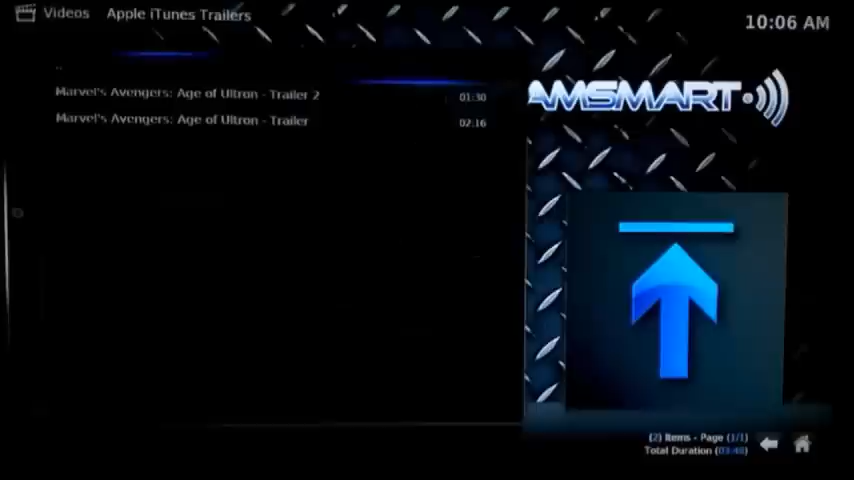 Videos Apple iTunes Trailers
10:06 AM
..
Marvel's Avengers: Age of Ultron - Trailer 2 01:30
Marvel's Avengers: Age of Ultron - Trailer 02:16
AMSMART
(2) Items - Page (1/1)
Total Duration (03:46)